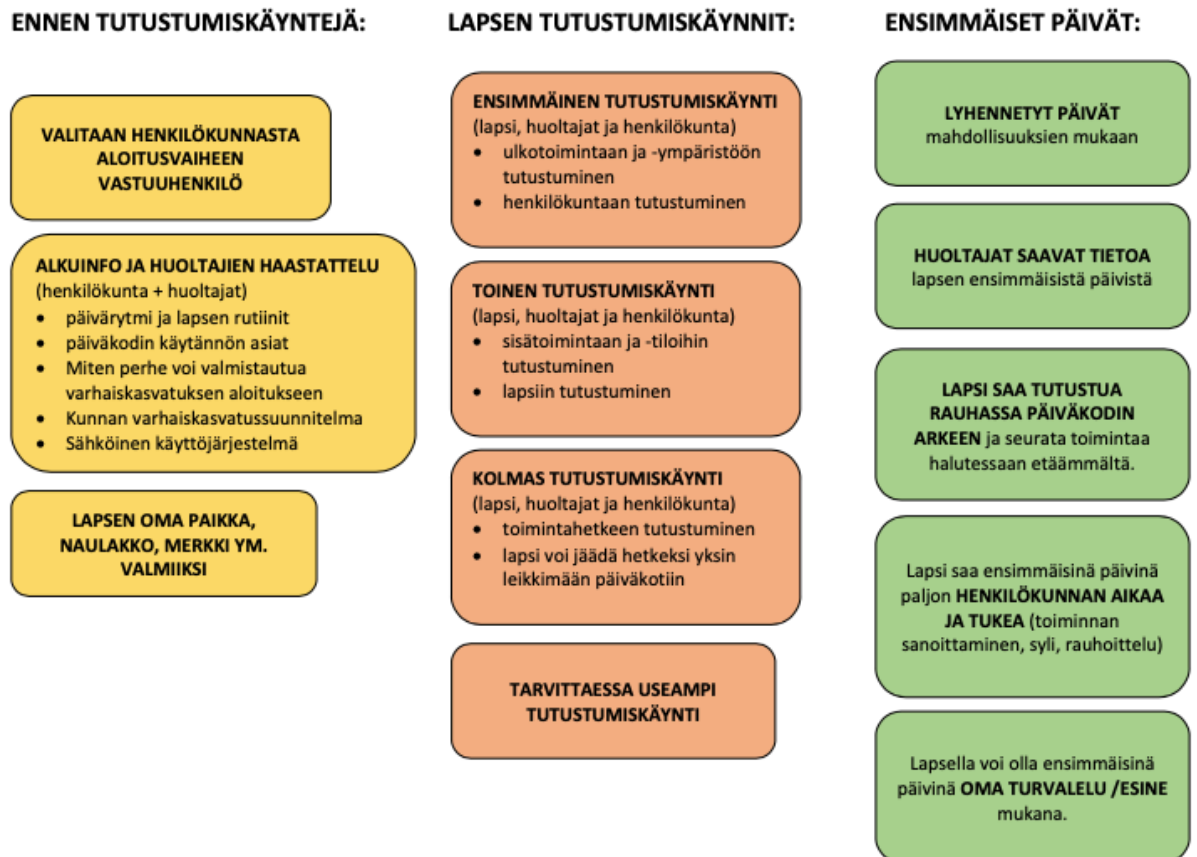 ENNEN TUTUSTUMISKÄYNTEJÄ:
VALITAAN HENKILÖKUNNASTA
ALOITUSVAIHEEN
VASTUUHENKILÖ
ALKUINFO JA HUOLTAJIEN HAASTATTELU
(henkilökunta + huoltajat)
• päivärytmi ja lapsen rutiinit
• päiväkodin käytännön asiat
• Miten perhe voi valmistautua
varhaiskasvatuksen aloitukseen
• Kunnan varhaiskasvatussuunnitelma
• Sähköinen käyttöjärjestelmä
LAPSEN OMA PAIKKA,
NAULAKKO, MERKKI YM.
VALMIIKSI
LAPSEN TUTUSTUMISKÄYNNIT:
ENSIMMÄINEN TUTUSTUMISKÄYNTI
(lapsi, huoltajat ja henkilökunta)
• ulkotoimintaan ja -ympäristöön
tutustuminen
• henkilökuntaan tutustuminen
TOINEN TUTUSTUMISKÄYNTI
(lapsi, huoltajat ja henkilökunta)
• sisätoimintaan ja -tiloihin
tutustuminen
• lapsiin tutustuminen
KOLMAS TUTUSTUMISKÄYNTI
(lapsi, huoltajat ja henkilökunta)
• toimintahetkeen tutustuminen
• lapsi voi jäädä hetkeksi yksin
leikkimään päiväkotiin
TARVITTAESSA USEAMPI
TUTUSTUMISKÄYNTI
ENSIMMÄISET PÄIVÄT:
LYHENNETYT PÄIVÄT
mahdollisuuksien mukaan
HUOLTAJAT SAAVAT TIETOA
lapsen ensimmäisistä päivistä
LAPSI SAA TUTUSTUA
RAUHASSA PÄIVÄKODIN
ARKEEN ja seurata toimintaa
halutessaan etäämmältä.
Lapsi saa ensimmäisinä päivinä
paljon HENKILÖKUNNAN AIKAA
JA TUKEA (toiminnan
sanoittaminen, syli, rauhoittelu)
Lapsella voi olla ensimmäisinä
päivinä OMA TURVALELU /ESINE
mukana.